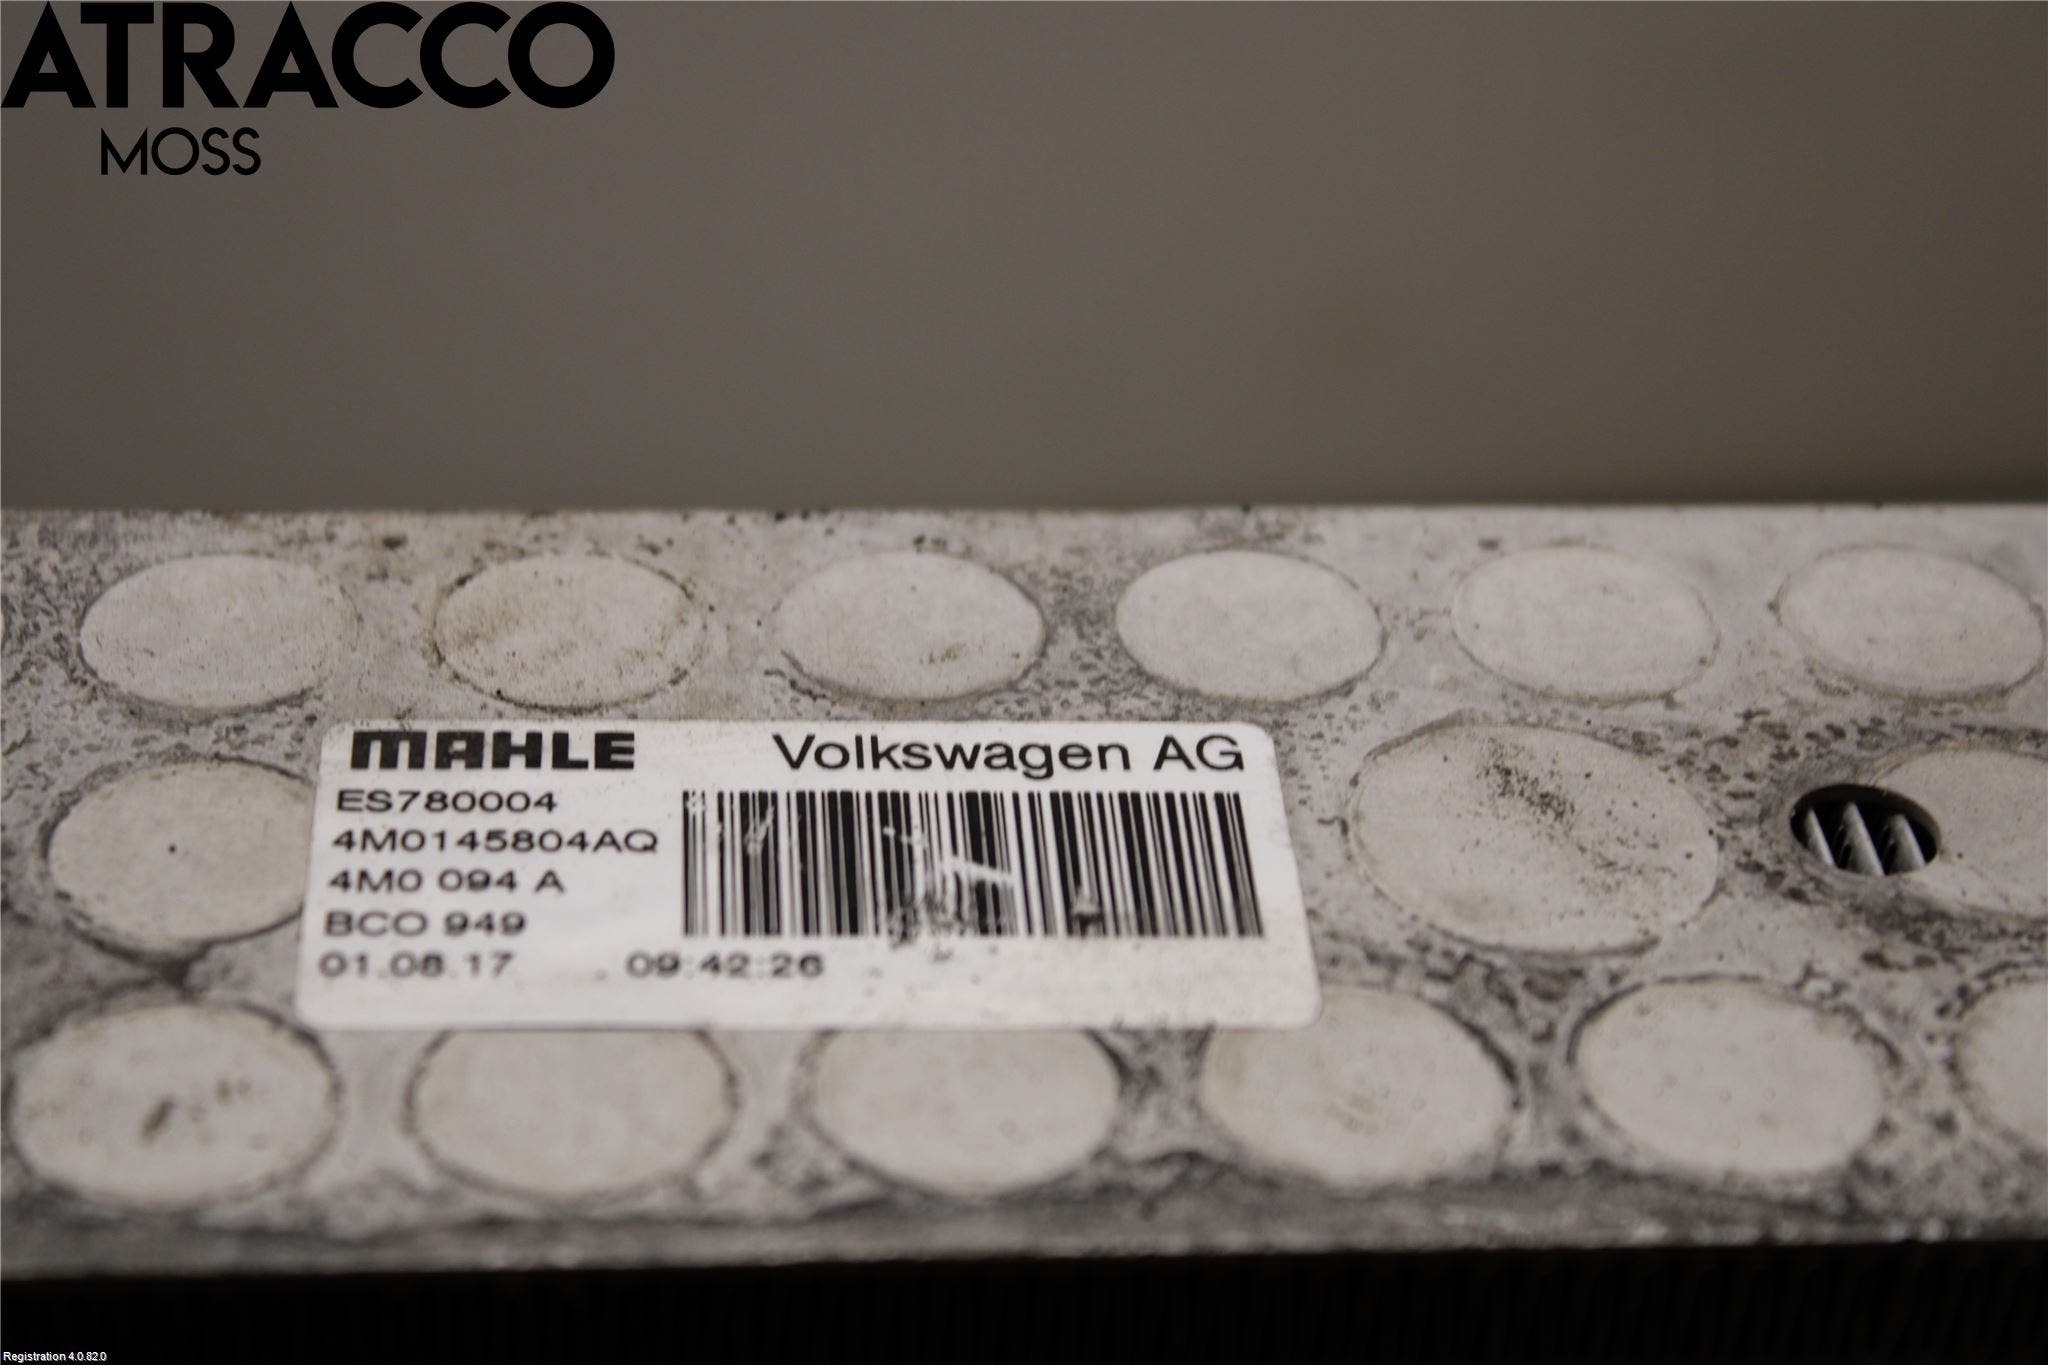 ATRACCO
MOSS
MAHLE Volkswagen AG
ES780004
4M0145804AQ
4M0 094 A
BCO 949
01.08.17 09:42:26
Registration 4.0.82.0